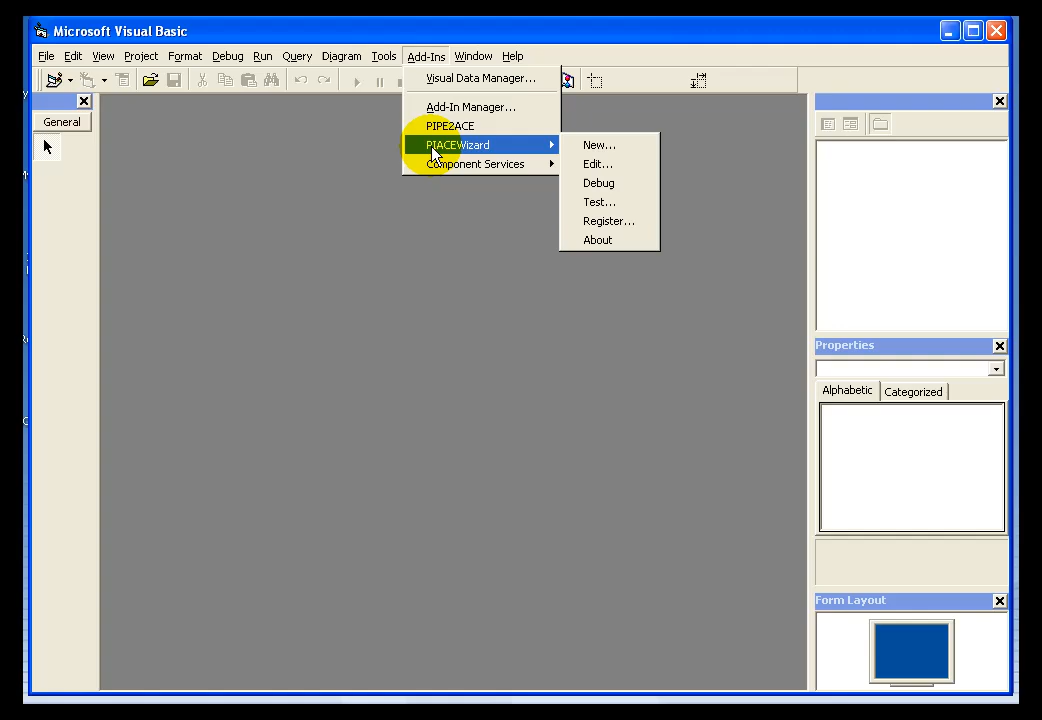 Microsoft Visual Basic
File Edit View Project Format Debug Run Query Diagram Tools Add-Ins Window Help
Visual Data Manager...
General
Add-In Manager...
PIPE2ACE
PIACEWizard
Component Services
New...
Edit...
Debug
Test...
Register...
About
Properties
Alphabetic Categorized
Form Layout